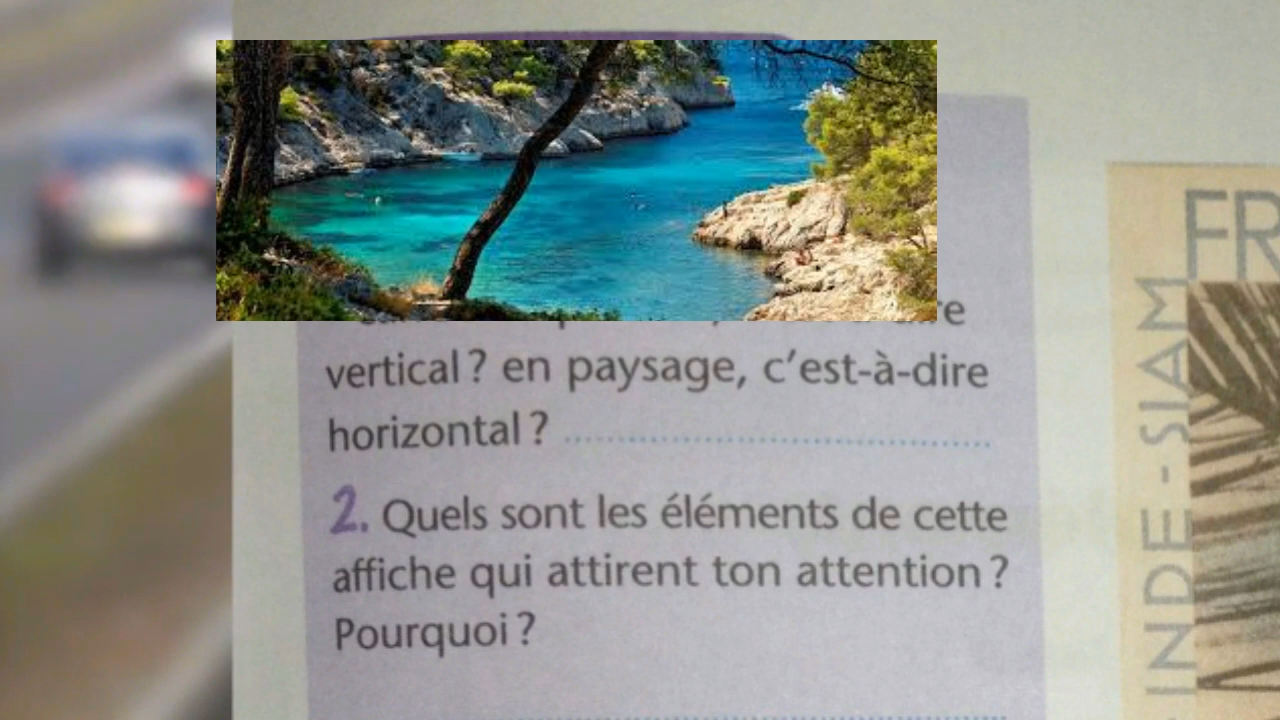 vertical ? en paysage, c'est-à-dire
horizontal ?
2. Quels sont les éléments de cette
affiche qui attirent ton attention ?
Pourquoi ?
FR
INDE - SIAM